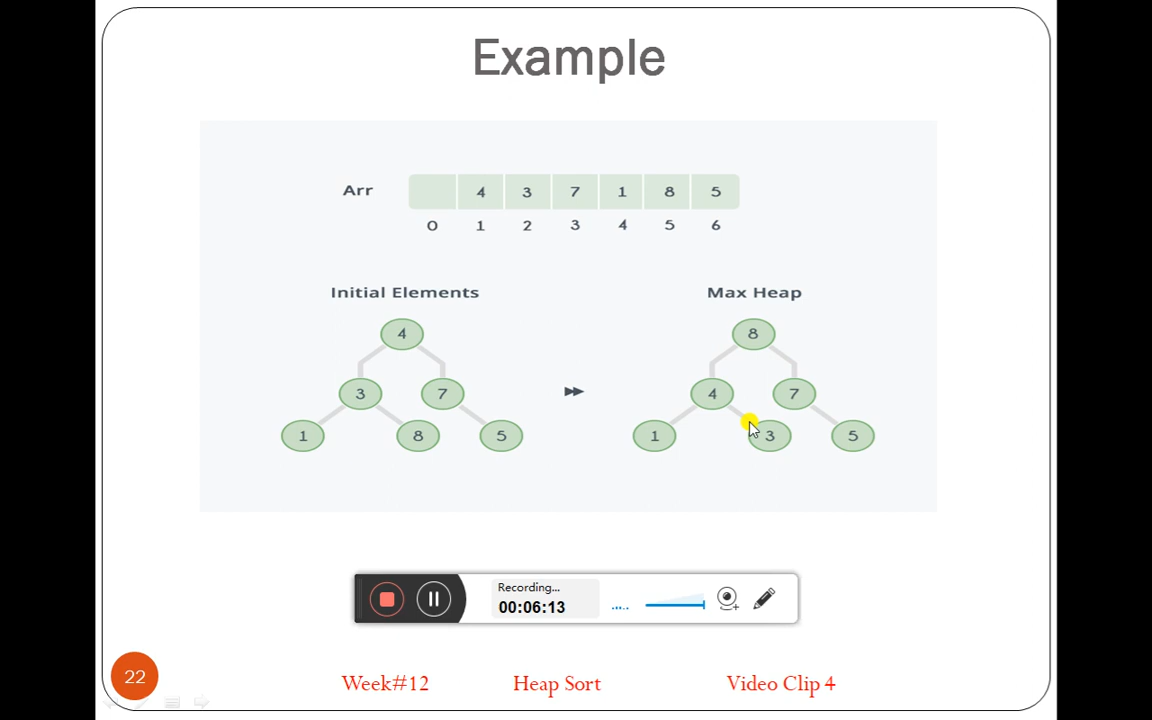 Example
Arr 4 3 7 1 8 5
0 1 2 3 4 5 6
Initial Elements Max Heap
4 8
3 7 4 7
1 8 5 1 3 5
Recording...
00:06:13
22 Week#12 Heap Sort Video Clip 4